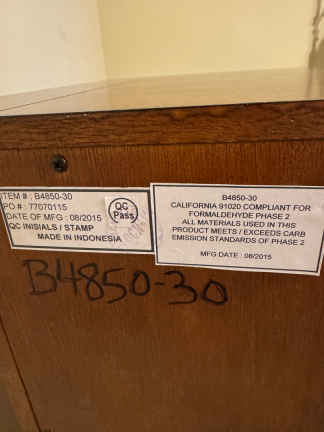 ITEM # : B4850-30
PO # : 77070115
DATE OF MFG : 08/2015
QC INISIALS / STAMP
MADE IN INDONESIA
QC
Pass
B4850-30
CALIFORNIA 91020 COMPLIANT FOR
FORMALDEHYDE PHASE 2
ALL MATERIALS USED IN THIS
PRODUCT MEETS / EXCEEDS CARB
EMISSION STANDARDS OF PHASE 2
MFG DATE : 08/2015
B4850-30